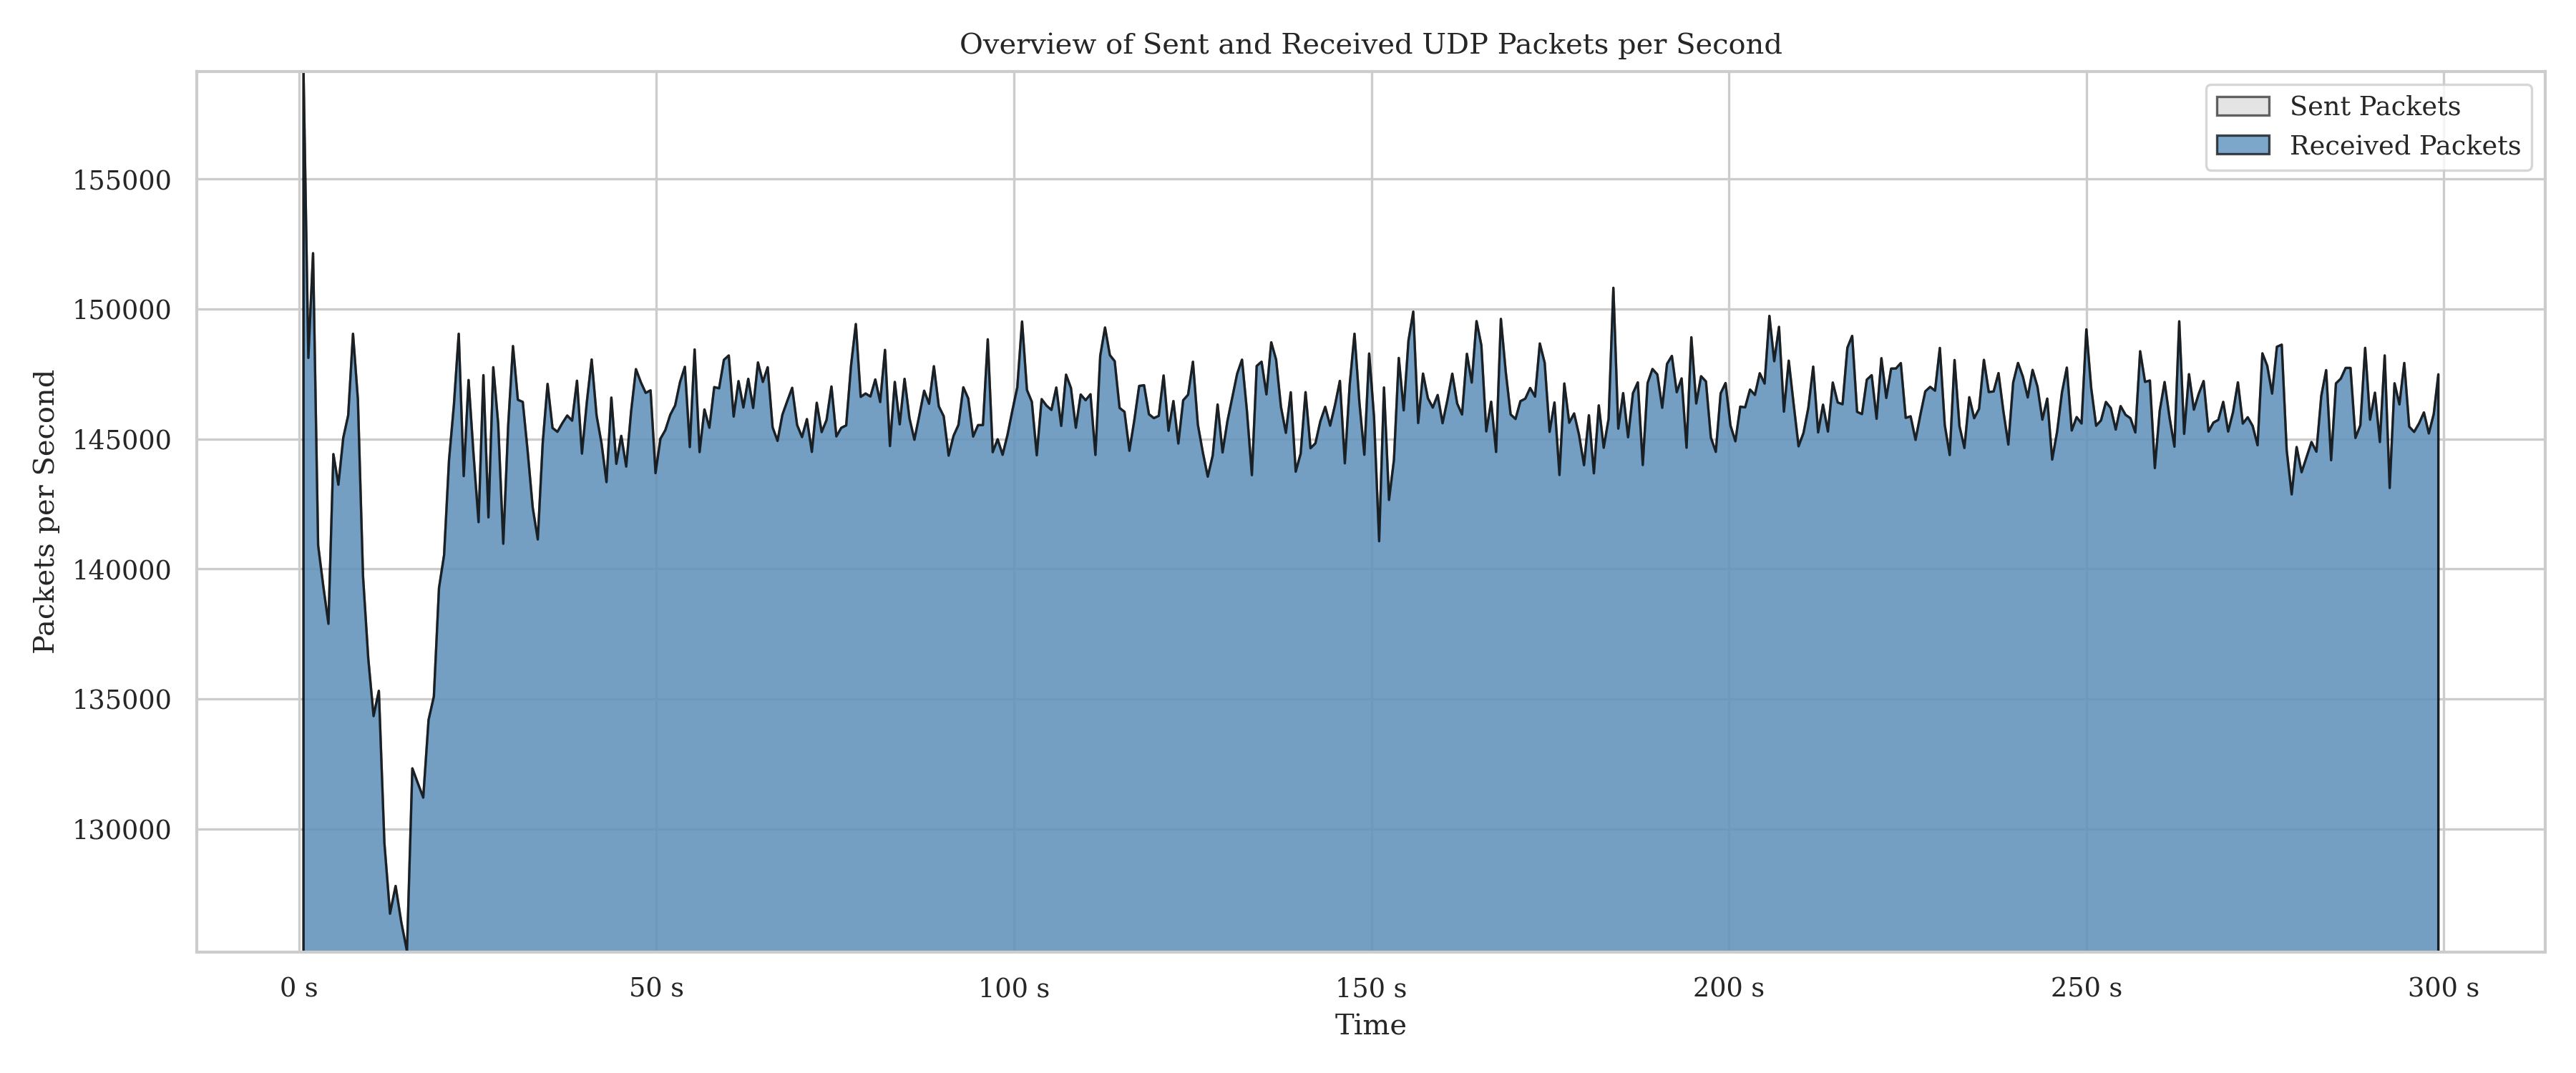 Overview of Sent and Received UDP Packets per Second
Sent Packets
Received Packets
Packets per Second
155000
150000
145000
140000
135000
130000
0 s
50 s
100 s
150 s
200 s
250 s
300 s
Time